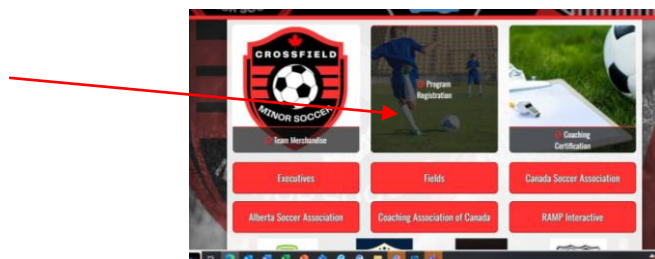 CROSSFIELD
MINOR SOCCER
Team Merchandise
Program
Registration
Coaching
Certification
Executives
Fields
Canada Soccer Association
Alberta Soccer Association
Coaching Association of Canada
RAMP Interactive